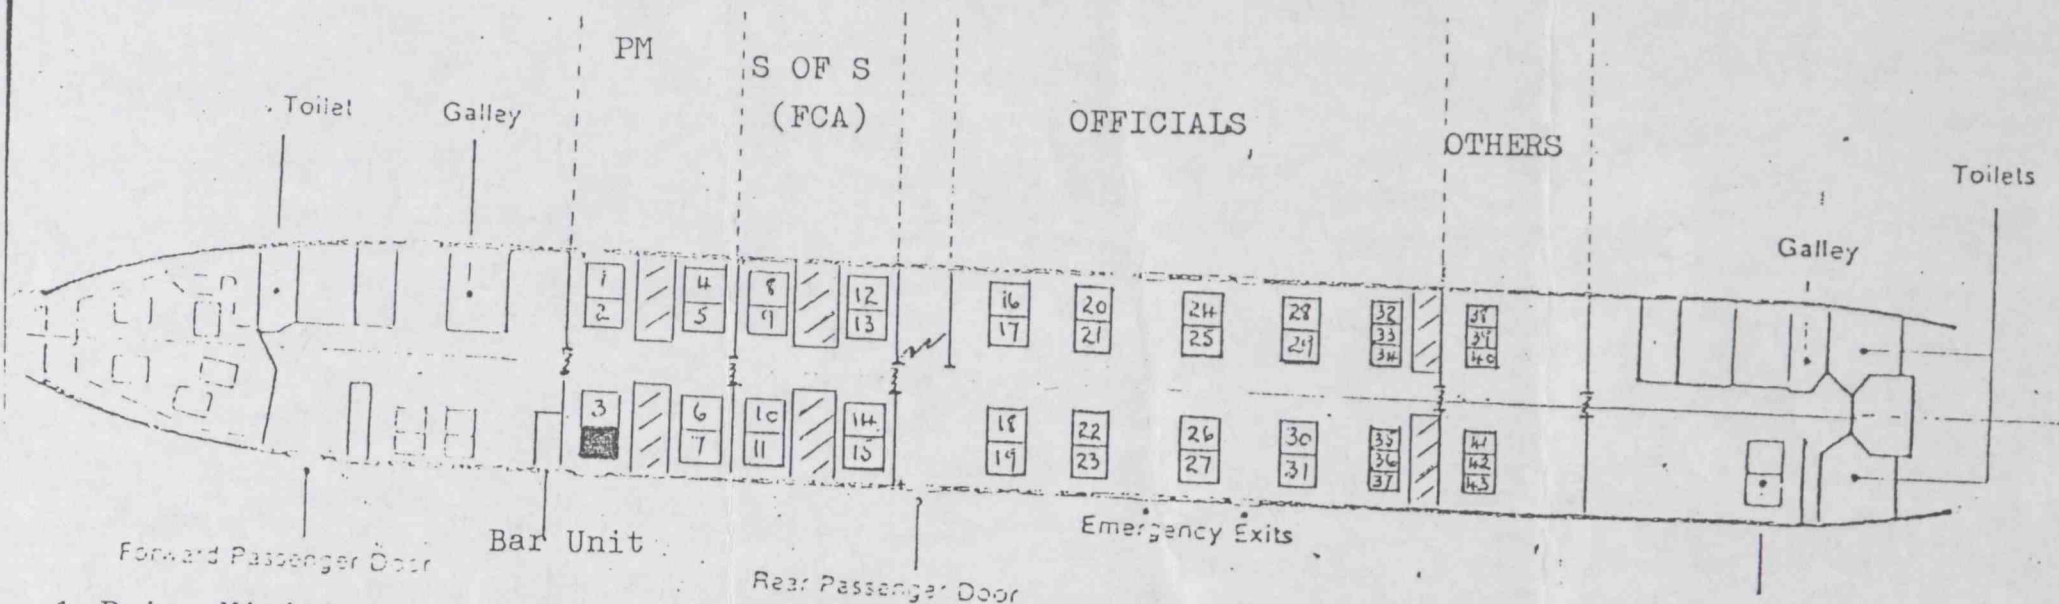 PM
S OF S
(FCA)
OFFICIALS
OTHERS
Toilet
Galley
Toilets
Galley
1 4 8 12 16 20 24 28 32 38
2 5 9 13 17 21 25 29 33 39
34 40
3 6 10 14 18 22 26 30 35 41
7 11 15 19 23 27 31 36 42
37 43
Forward Passenger Door
Bar Unit
Rear Passenger Door
Emergency Exits